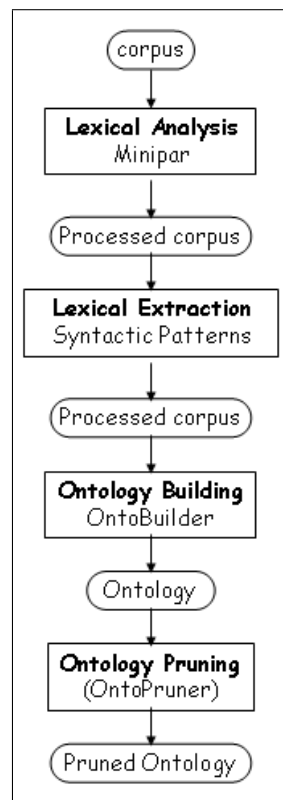 corpus
Lexical Analysis
Minipar
Processed corpus
Lexical Extraction
Syntactic Patterns
Processed corpus
Ontology Building
OntoBuilder
Ontology
Ontology Pruning
(OntoPruner)
Pruned Ontology